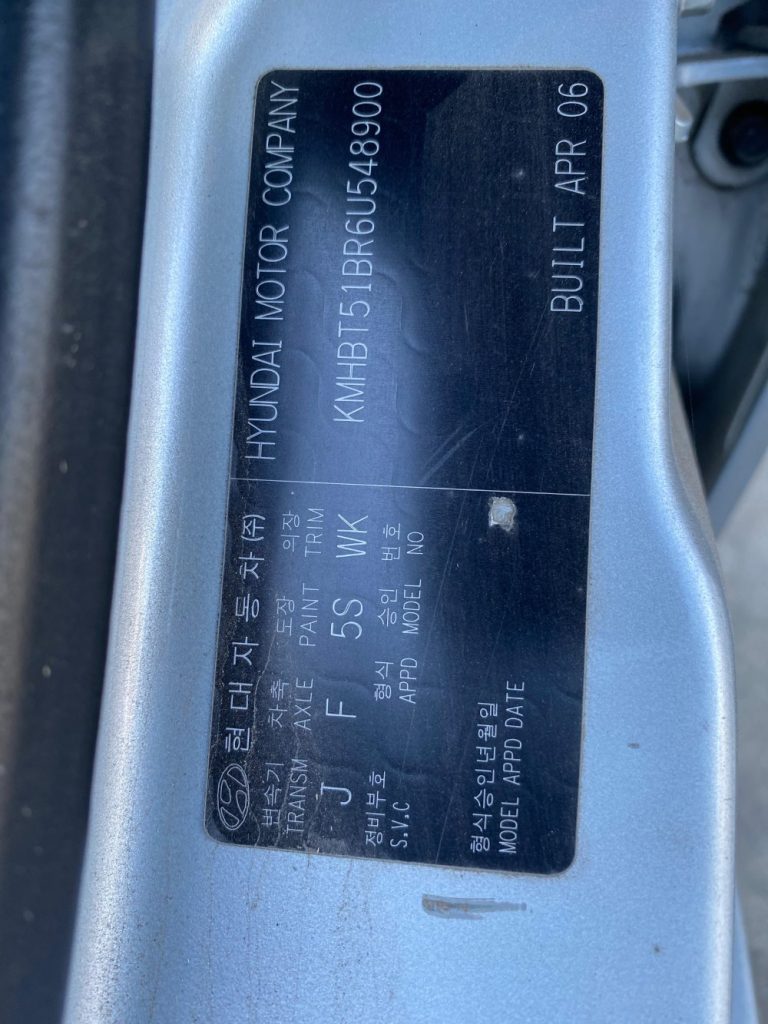 현대자동차(주) HYUNDAI MOTOR COMPANY
변속기 차축 도장 의장
TRANSM AXLE PAINT TRIM
J F 5S WK KMHBT51BR6U548900
정비부호 형식 승인 번호
S.V.C APPD MODEL NO
형식승인년월일
MODEL APPD DATE
BUILT APR 06